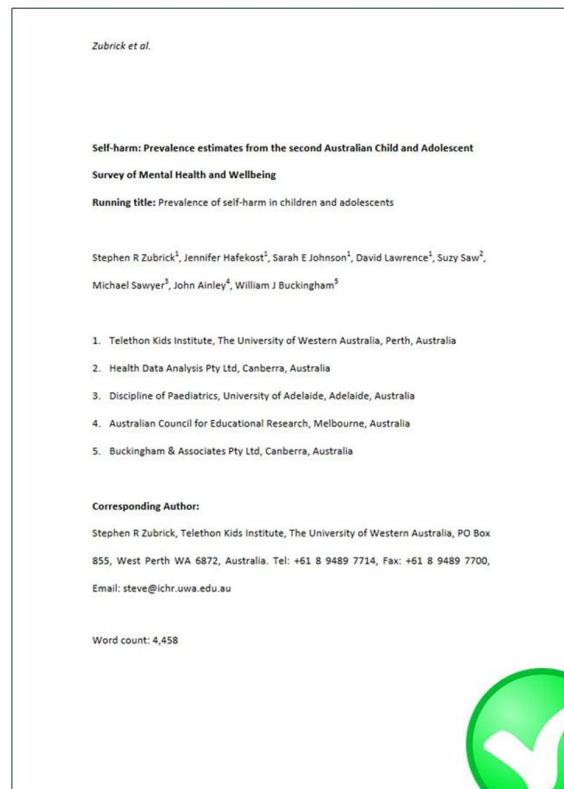 Zubrick et al.
Self-harm: Prevalence estimates from the second Australian Child and Adolescent
Survey of Mental Health and Wellbeing
Running title: Prevalence of self-harm in children and adolescents
Stephen R Zubrick1, Jennifer Hafekost1, Sarah E Johnson1, David Lawrence1, Suzy Saw2,
Michael Sawyer3, John Ainley4, William J Buckingham5
1. Telethon Kids Institute, The University of Western Australia, Perth, Australia
2. Health Data Analysis Pty Ltd, Canberra, Australia
3. Discipline of Paediatrics, University of Adelaide, Adelaide, Australia
4. Australian Council for Educational Research, Melbourne, Australia
5. Buckingham & Associates Pty Ltd, Canberra, Australia
Corresponding Author:
Stephen R Zubrick, Telethon Kids Institute, The University of Western Australia, PO Box
855, West Perth WA 6872, Australia. Tel: +61 8 9489 7714, Fax: +61 8 9489 7700,
Email: steve@ichr.uwa.edu.au
Word count: 4,458